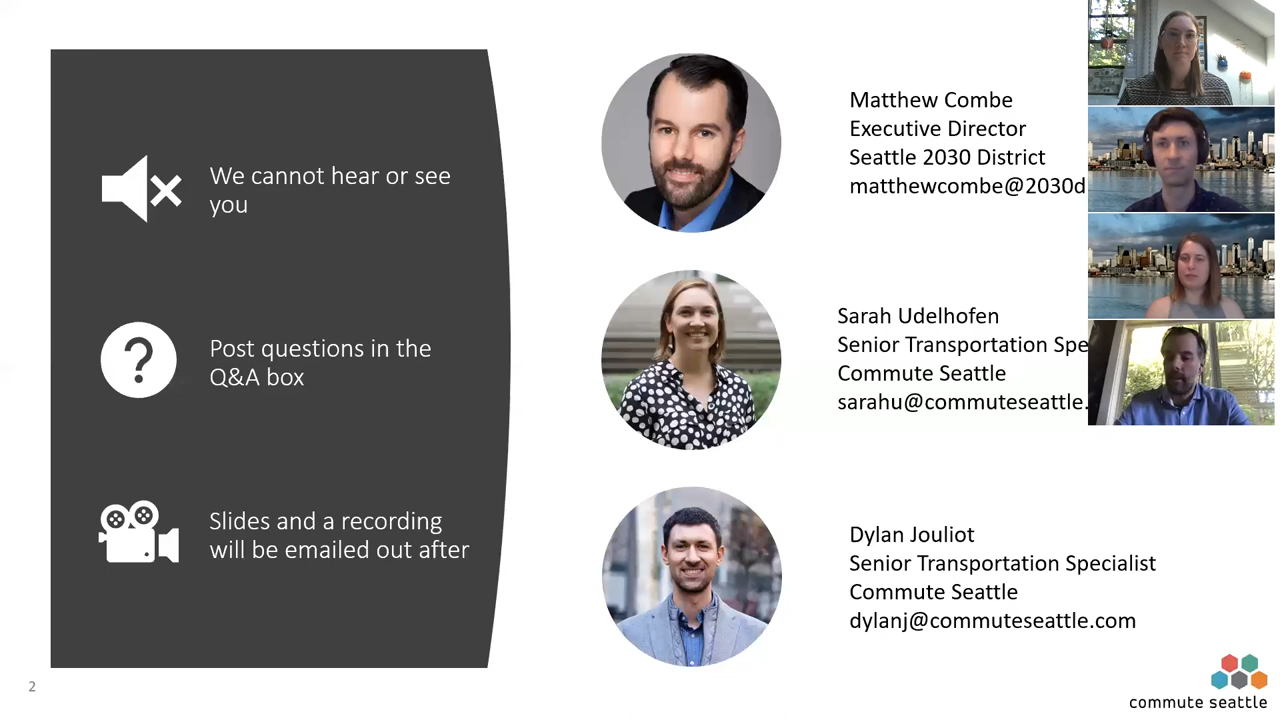 We cannot hear or see
you
Post questions in the
Q&A box
Slides and a recording
will be emailed out after
Matthew Combe
Executive Director
Seattle 2030 District
matthewcombe@2030d
Sarah Udelhofen
Senior Transportation Spe
Commute Seattle
sarahu@commuteseattle.
Dylan Jouliot
Senior Transportation Specialist
Commute Seattle
dylanj@commuteseattle.com
2
commute seattle